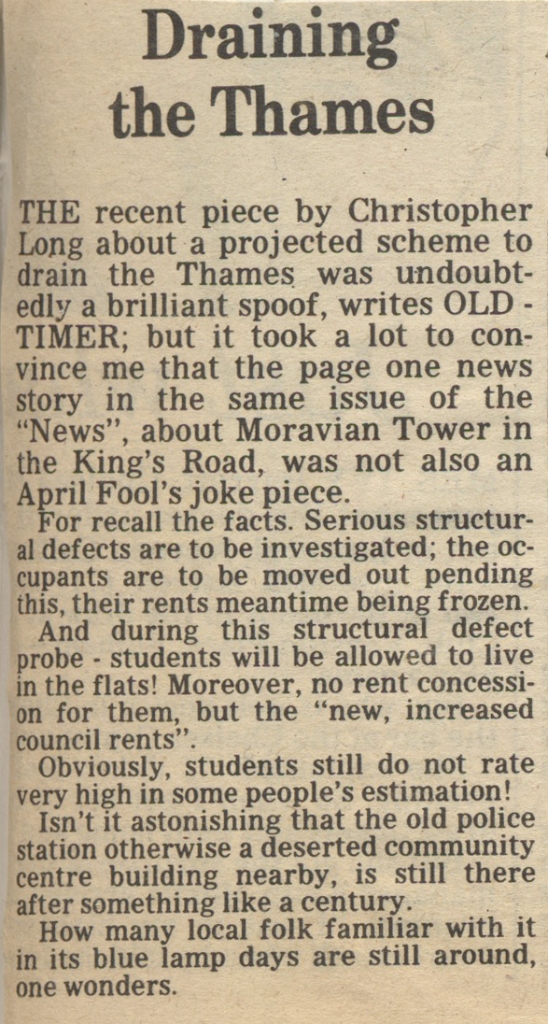 Draining
the Thames
THE recent piece by Christopher
Long about a projected scheme to
drain the Thames was undoubt-
edly a brilliant spoof, writes OLD -
TIMER; but it took a lot to con-
vince me that the page one news
story in the same issue of the
“News”, about Moravian Tower in
the King's Road, was not also an
April Fool's joke piece.
For recall the facts. Serious structur-
al defects are to be investigated; the oc-
cupants are to be moved out pending
this, their rents meantime being frozen.
And during this structural defect
probe - students will be allowed to live
in the flats! Moreover, no rent concessi-
on for them, but the “new, increased
council rents”.
Obviously, students still do not rate
very high in some people's estimation!
Isn't it astonishing that the old police
station otherwise a deserted community
centre building nearby, is still there
after something like a century.
How many local folk familiar with it
in its blue lamp days are still around,
one wonders.